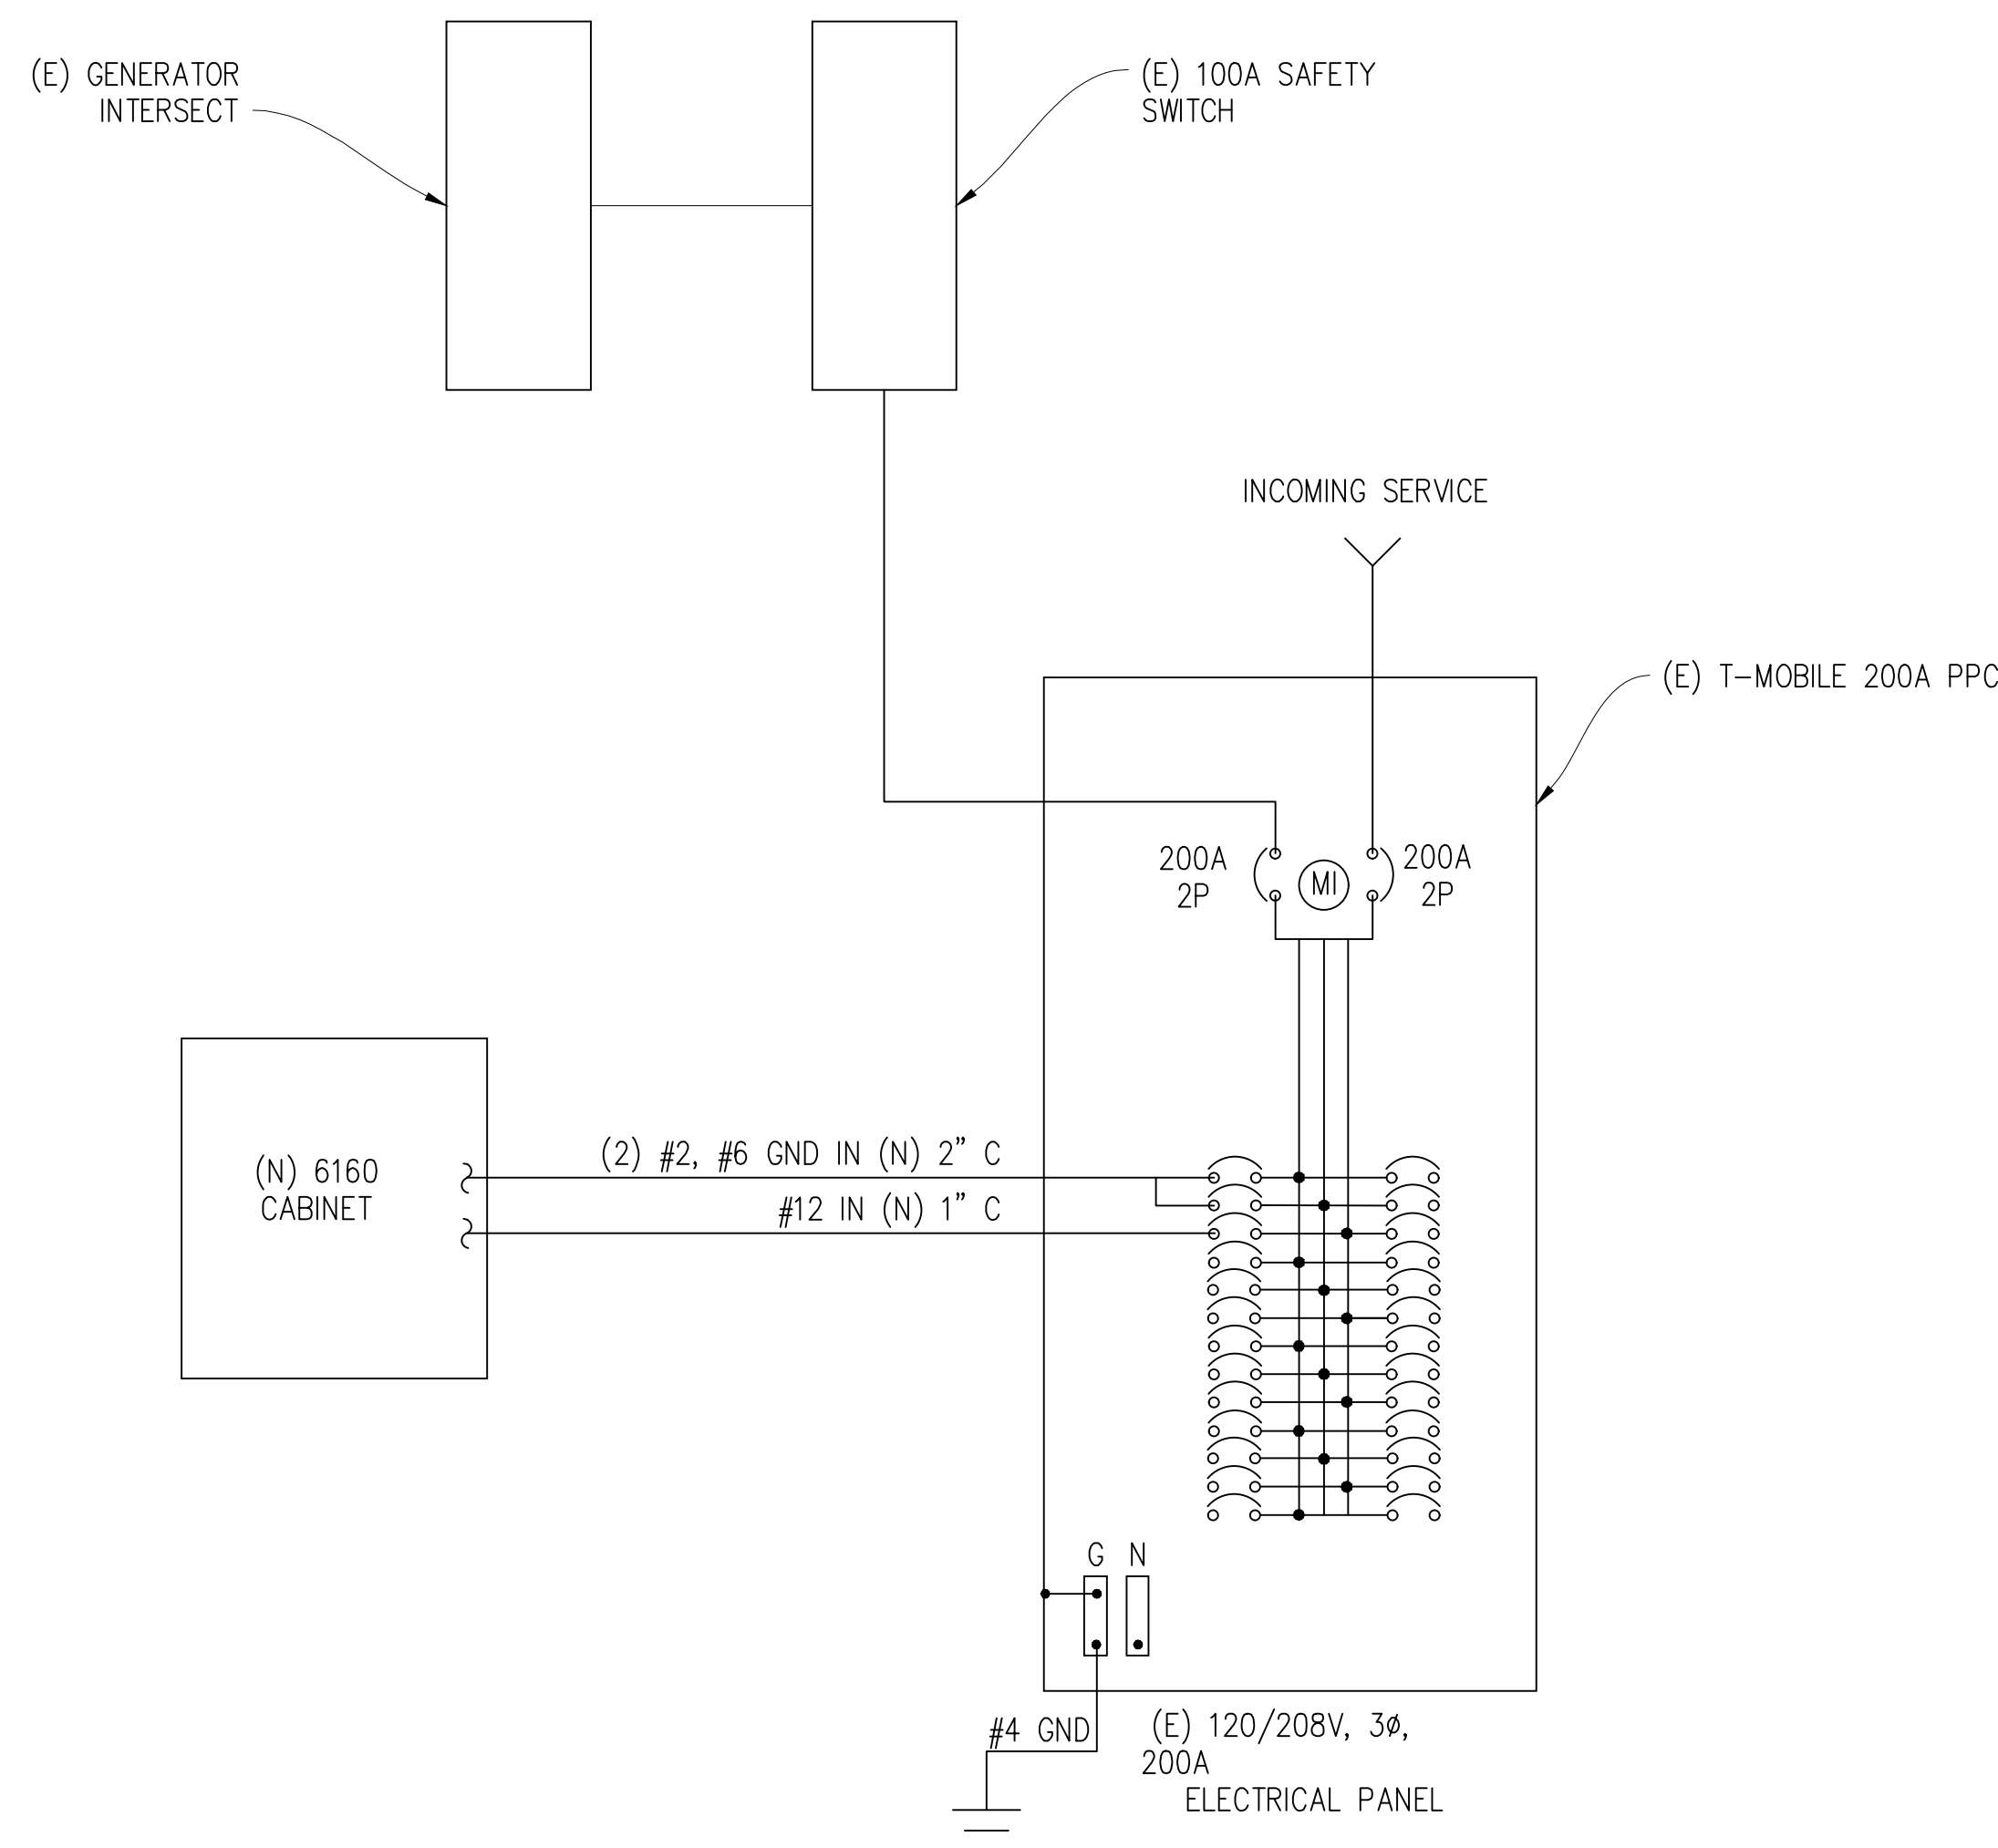 (E) GENERATOR
INTERSECT
(E) 100A SAFETY
SWITCH
INCOMING SERVICE
(E) T-MOBILE 200A PPC
200A
2P
MI
200A
2P
(N) 6160
CABINET
(2) #2, #6 GND IN (N) 2” C
#12 IN (N) 1” C
G N
#4 GND
(E) 120/208V, 3ø,
200A
ELECTRICAL PANEL